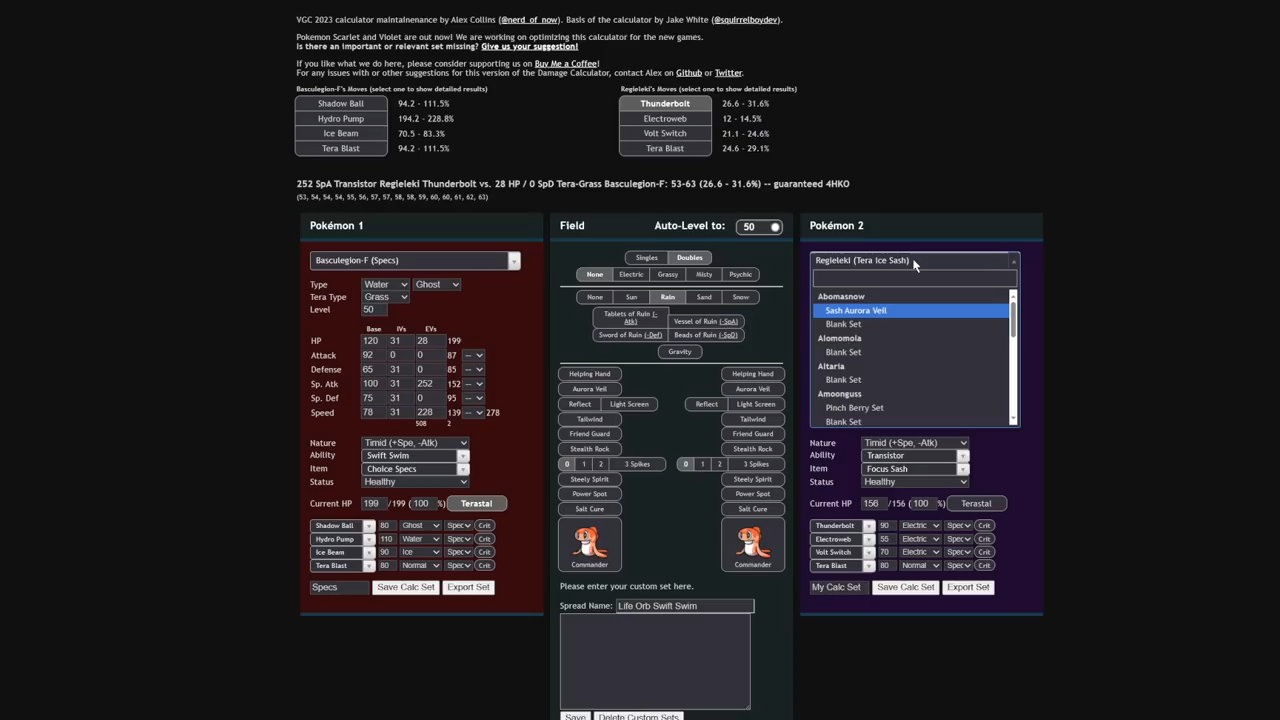 VGC 2023 calculator maintainenance by Alex Collins (@nerd_of_now). Basis of the calculator by Jake White (@squirrelboydev).
Pokemon Scarlet and Violet are out now! We are working on optimizing this calculator for the new games.
Is there an important or relevant set missing? Give us your suggestion!
If you like what we do here, please consider supporting us on Buy Me a Coffee!
For any issues with or other suggestions for this version of the Damage Calculator, contact Alex on Github or Twitter.
Basculegion-F's Moves (select one to show detailed results)
Shadow Ball 94.2 - 111.5%
Hydro Pump 194.2 - 228.8%
Ice Beam 70.5 - 83.3%
Tera Blast 94.2 - 111.5%
Regieleki's Moves (select one to show detailed results)
Thunderbolt 26.6 - 31.6%
Electroweb 12 - 14.5%
Volt Switch 21.1 - 24.6%
Tera Blast 24.6 - 29.1%
252 SpA Transistor Regieleki Thunderbolt vs. 28 HP / 0 SpD Tera-Grass Basculegion-F: 53-63 (26.6 - 31.6%) -- guaranteed 4HKO
(53, 54, 54, 54, 55, 56, 57, 57, 58, 58, 59, 60, 60, 61, 62, 63)
Pokémon 1
Basculegion-F (Specs)
Type Water Ghost
Tera Type Grass
Level 50
Base IVs EVs
HP 120 31 28 199
Attack 92 0 0 87 --
Defense 65 31 0 85 --
Sp. Atk 100 31 252 152 --
Sp. Def 75 31 0 95 --
Speed 78 31 228 139 -- 278
508 2
Nature Timid (+Spe, -Atk)
Ability Swift Swim
Item Choice Specs
Status Healthy
Current HP 199 /199 (100 %) Terastal
Shadow Ball 80 Ghost Spec Crit
Hydro Pump 110 Water Spec Crit
Ice Beam 90 Ice Spec Crit
Tera Blast 80 Normal Spec Crit
Specs Save Calc Set Export Set
Field Auto-Level to: 50
Singles Doubles
None Electric Grassy Misty Psychic
None Sun Rain Sand Snow
Tablets of Ruin (-Atk) Vessel of Ruin (-SpA)
Sword of Ruin (-Def) Beads of Ruin (-SpD)
Gravity
Helping Hand Helping Hand
Aurora Veil Aurora Veil
Reflect Light Screen Reflect Light Screen
Tailwind Tailwind
Friend Guard Friend Guard
Stealth Rock Stealth Rock
0 1 2 3 Spikes 0 1 2 3 Spikes
Steely Spirit Steely Spirit
Power Spot Power Spot
Salt Cure Salt Cure
Commander Commander
Please enter your custom set here.
Spread Name: Life Orb Swift Swim
Save Delete Custom Sets
Pokémon 2
Regieleki (Tera Ice Sash)
Abomasnow
Sash Aurora Veil
Blank Set
Alomomola
Blank Set
Altaria
Blank Set
Amoonguss
Pinch Berry Set
Blank Set
Nature Timid (+Spe, -Atk)
Ability Transistor
Item Focus Sash
Status Healthy
Current HP 156 /156 (100 %) Terastal
Thunderbolt 90 Electric Spec Crit
Electroweb 55 Electric Spec Crit
Volt Switch 70 Electric Spec Crit
Tera Blast 80 Normal Spec Crit
My Calc Set Save Calc Set Export Set